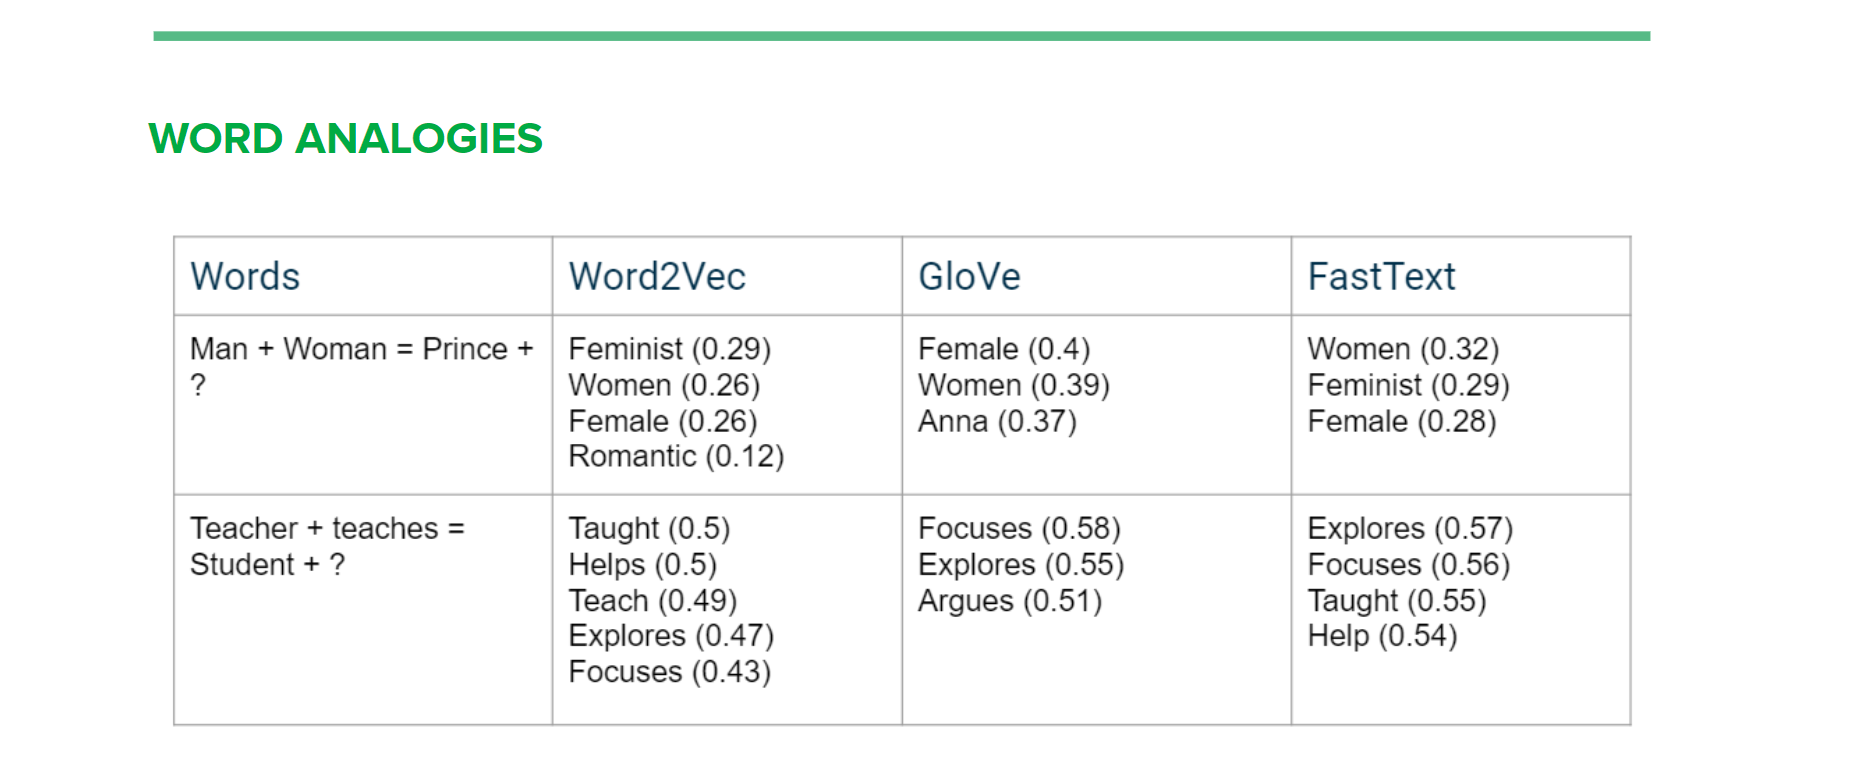 WORD ANALOGIES
Words
Word2Vec
GloVe
FastText
Man + Woman = Prince +
?
Feminist (0.29)
Women (0.26)
Female (0.26)
Romantic (0.12)
Female (0.4)
Women (0.39)
Anna (0.37)
Women (0.32)
Feminist (0.29)
Female (0.28)
Teacher + teaches =
Student + ?
Taught (0.5)
Helps (0.5)
Teach (0.49)
Explores (0.47)
Focuses (0.43)
Focuses (0.58)
Explores (0.55)
Argues (0.51)
Explores (0.57)
Focuses (0.56)
Taught (0.55)
Help (0.54)